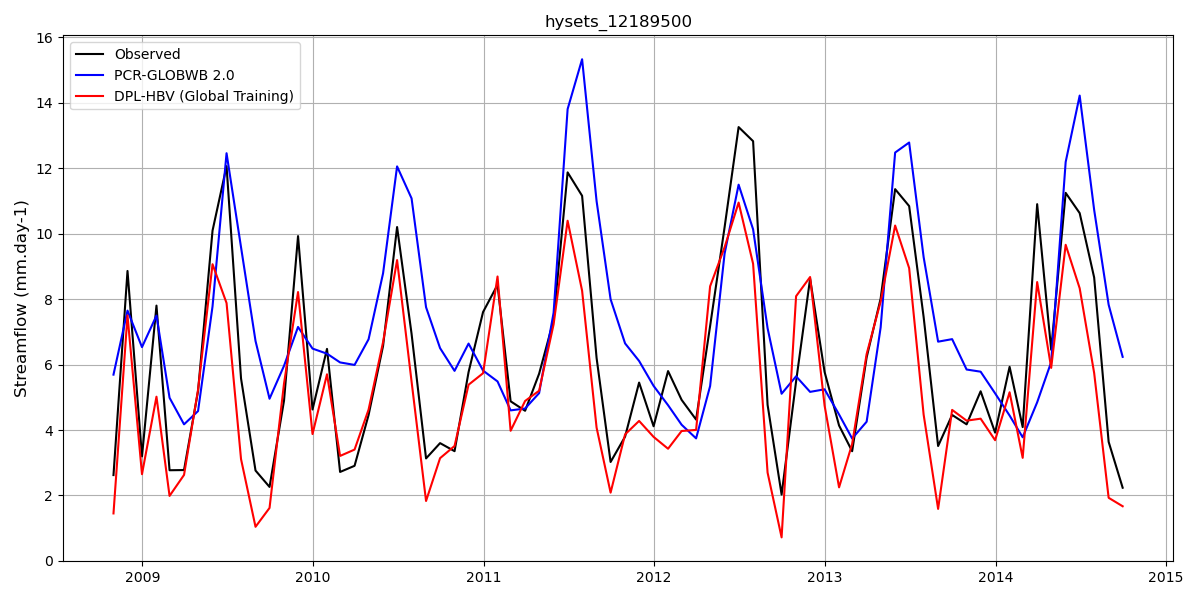 hysets_12189500
Observed
PCR-GLOBWB 2.0
DPL-HBV (Global Training)
Streamflow (mm.day-1)
16
14
12
10
8
6
4
2
0
2009 2010 2011 2012 2013 2014 2015